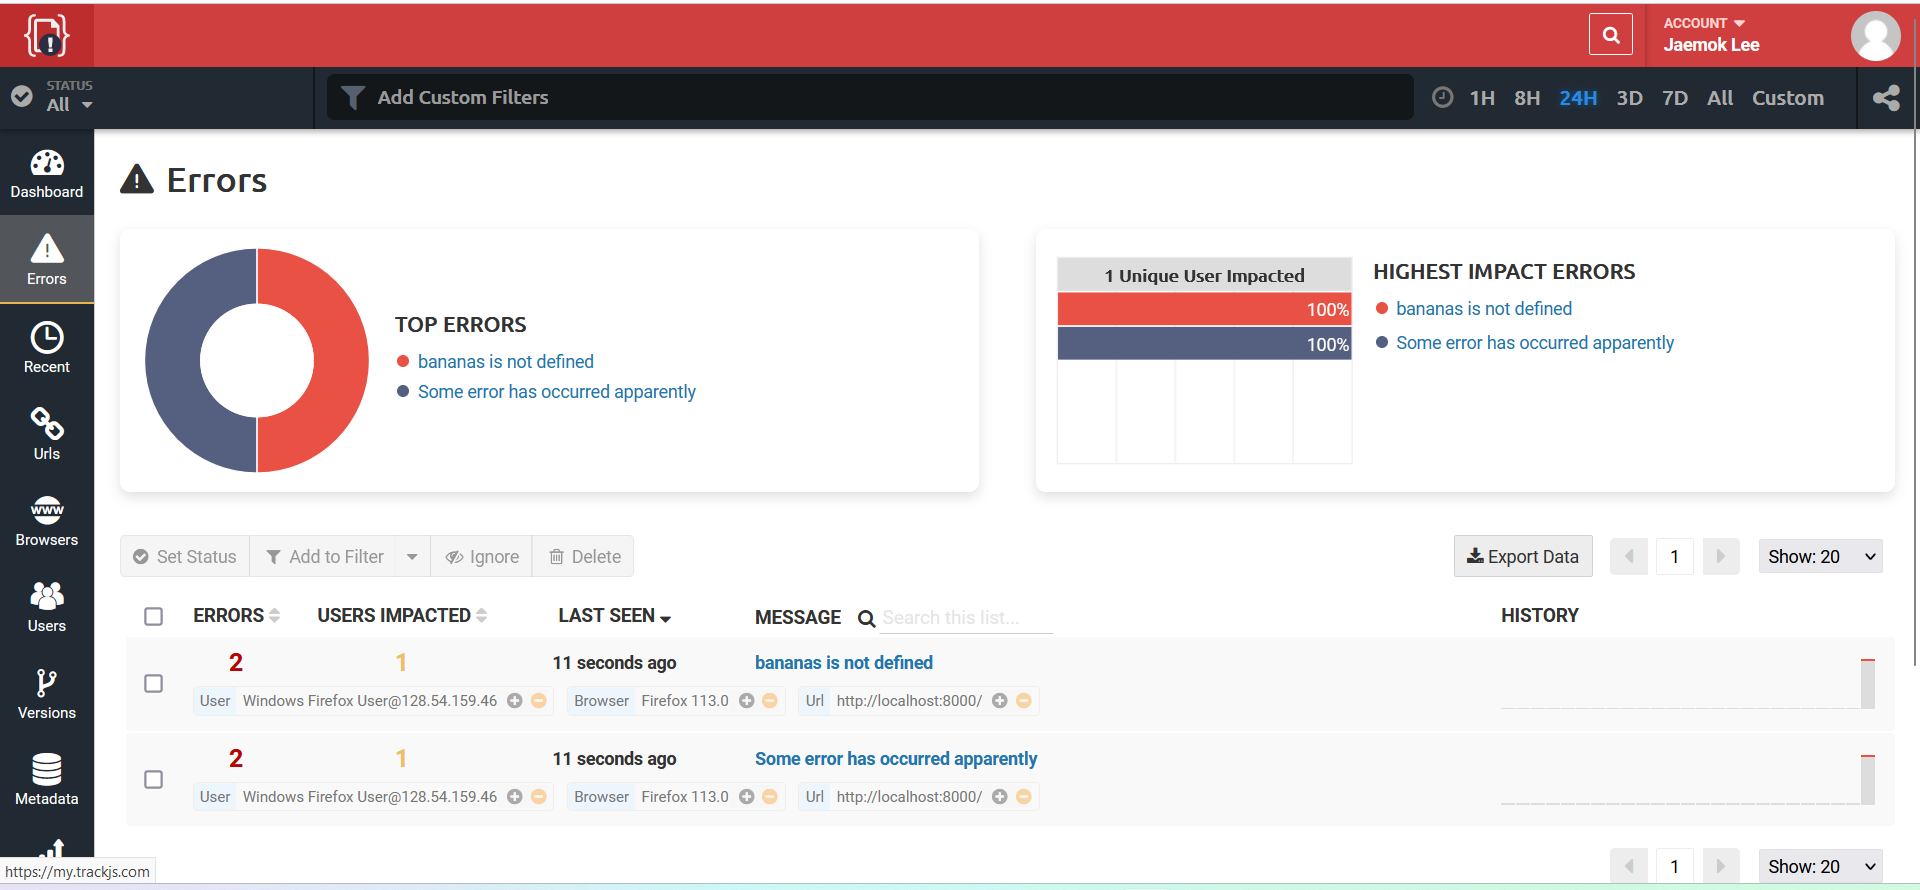 ACCOUNT
Jaemok Lee
STATUS
All
Add Custom Filters
1H 8H 24H 3D 7D All Custom
Dashboard
Errors
Recent
Urls
www
Browsers
Users
Versions
Metadata
Errors
TOP ERRORS
bananas is not defined
Some error has occurred apparently
1 Unique User Impacted
100%
100%
HIGHEST IMPACT ERRORS
bananas is not defined
Some error has occurred apparently
Set Status Add to Filter Ignore Delete
Export Data 1 Show: 20
ERRORS USERS IMPACTED LAST SEEN MESSAGE Search this list... HISTORY
2 1 11 seconds ago bananas is not defined
User Windows Firefox User@128.54.159.46 Browser Firefox 113.0 Url http://localhost:8000/
2 1 11 seconds ago Some error has occurred apparently
User Windows Firefox User@128.54.159.46 Browser Firefox 113.0 Url http://localhost:8000/
1 Show: 20
https://my.trackjs.com